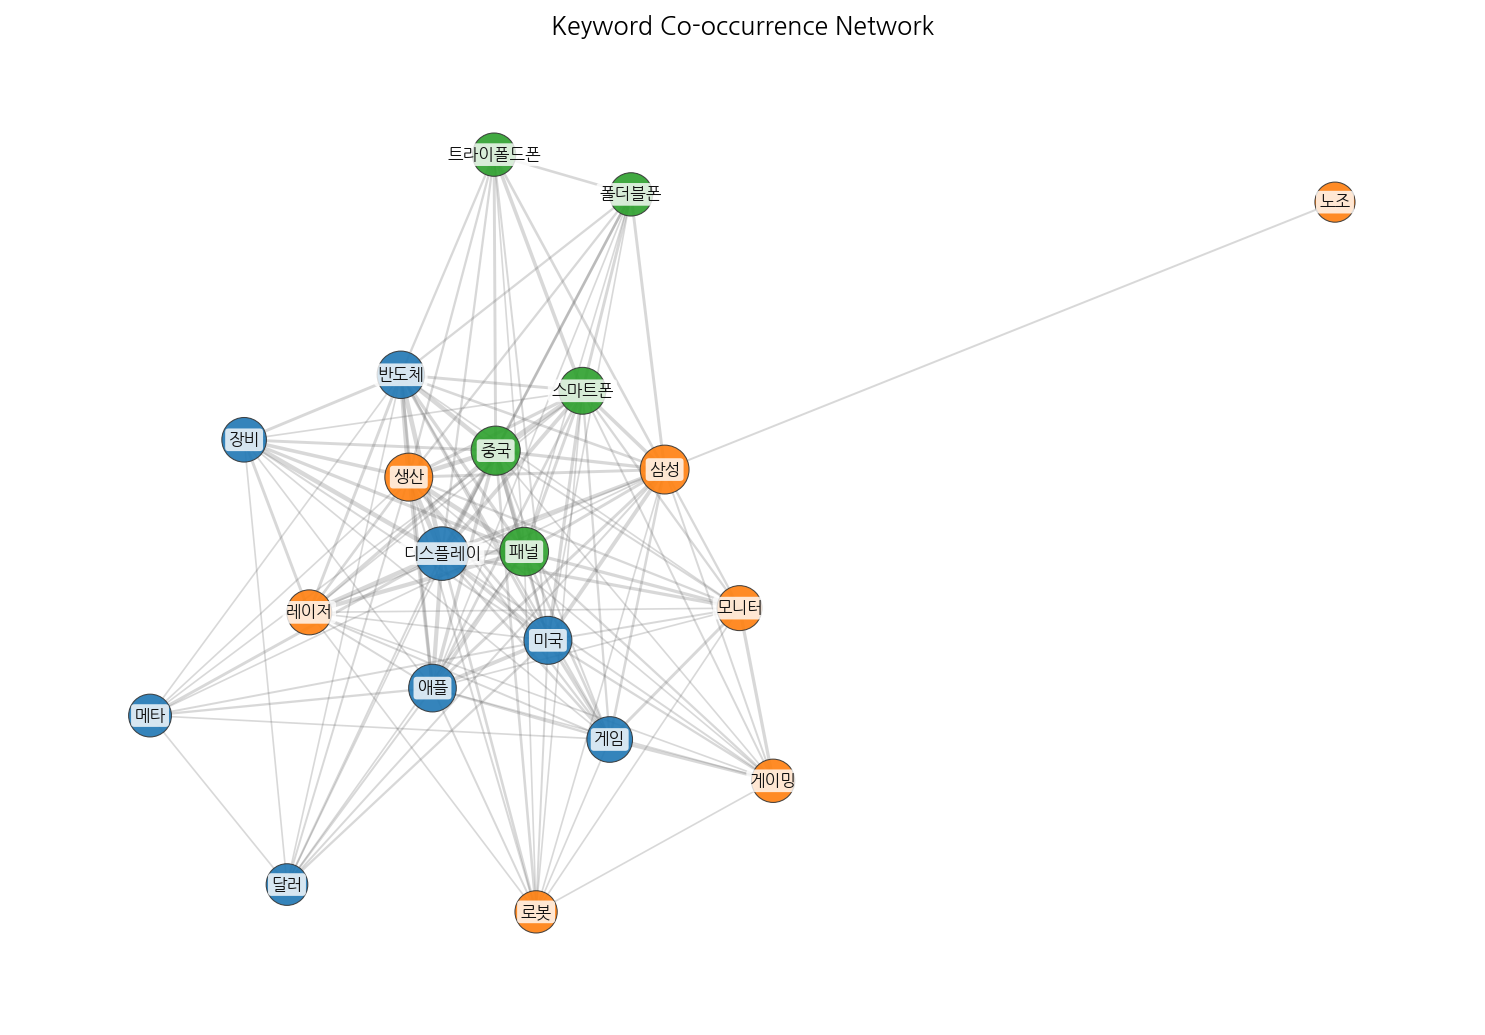 Keyword Co-occurrence Network
트라이폴드폰
폴더블폰
노조
반도체
스마트폰
장비
중국
삼성
생산
디스플레이
패널
레이저
모니터
미국
애플
메타
게임
게이밍
달러
로봇